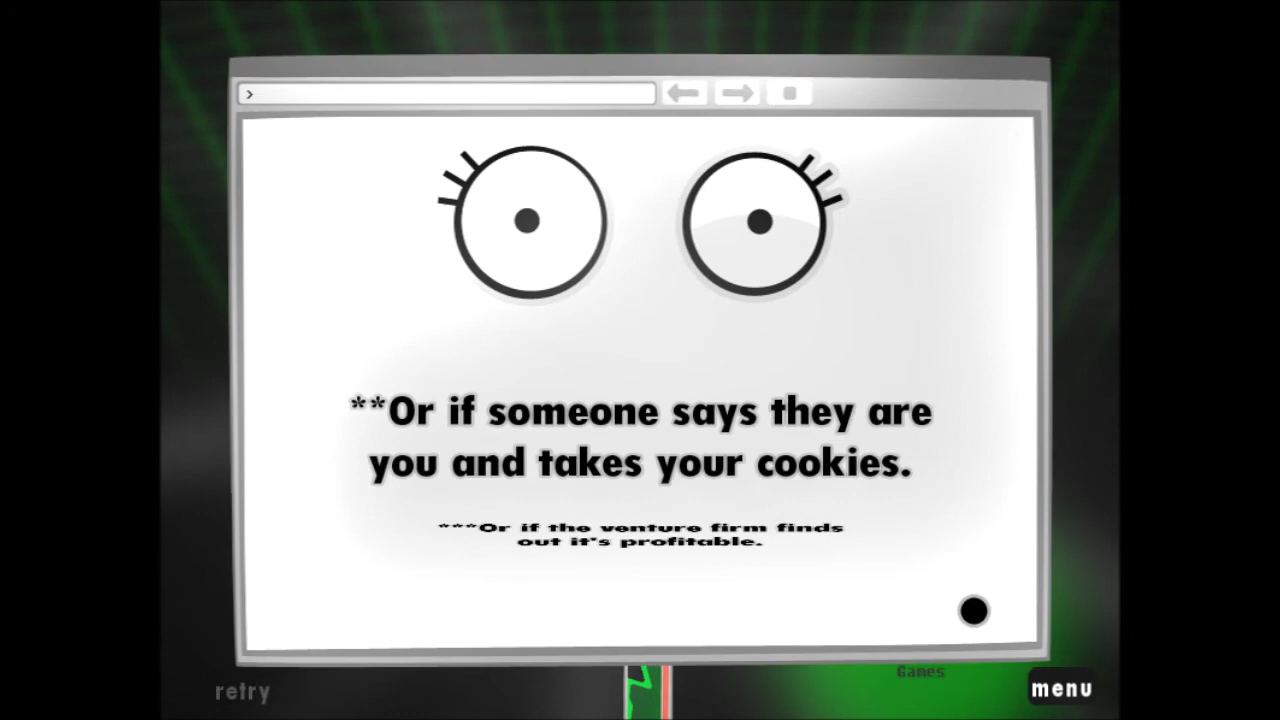 >
**Or if someone says they are
you and takes your cookies.
***Or if the venture firm finds
out it's profitable.
Games
retry
menu